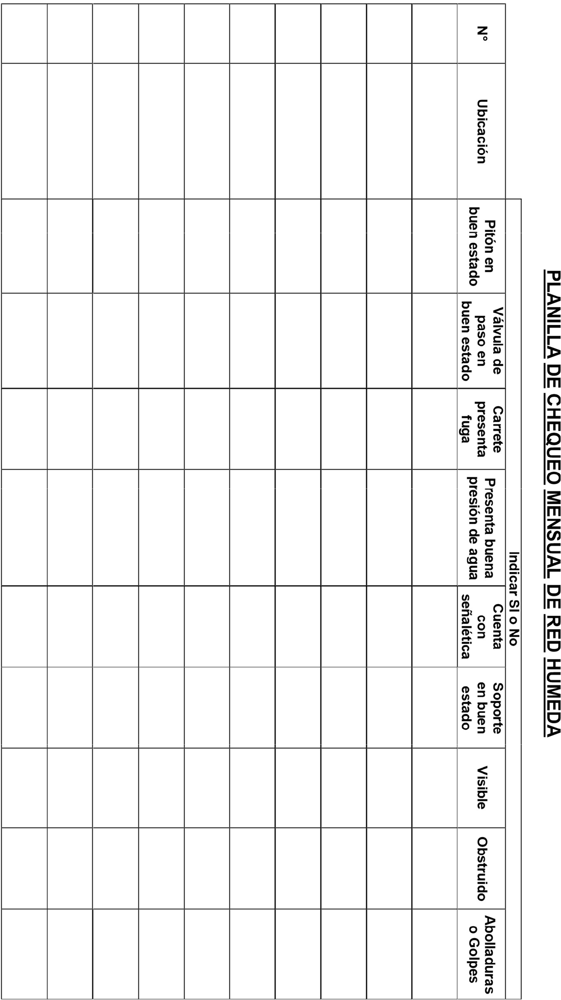 PLANILLA DE CHEQUEO MENSUAL DE RED HUMEDA
Indicar SI o No
N°
Ubicación
Pitón en
buen estado
Válvula de
paso en
buen estado
Carrete
presenta
fuga
Presenta buena
presión de agua
Cuenta
con
señalética
Soporte
en buen
estado
Visible
Obstruido
Abolladuras
o Golpes